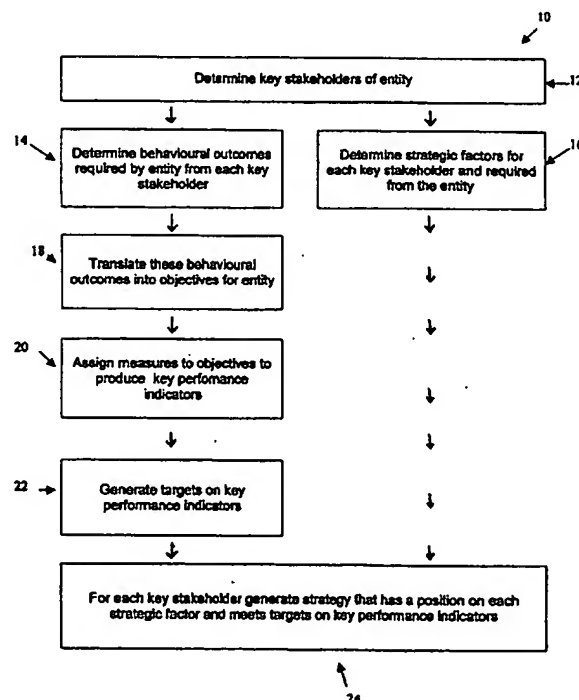 10
Determine key stakeholders of entity
12
14
Determine behavioural outcomes
required by entity from each key
stakeholder
Determine strategic factors for
each key stakeholder and required
from the entity
16
18
Translate these behavioural
outcomes into objectives for entity
20
Assign measures to objectives to
produce key perfomance
indicators
22
Generate targets on key
performance indicators
For each key stakeholder generate strategy that has a position on each
strategic factor and meets targets on key performance indicators
24